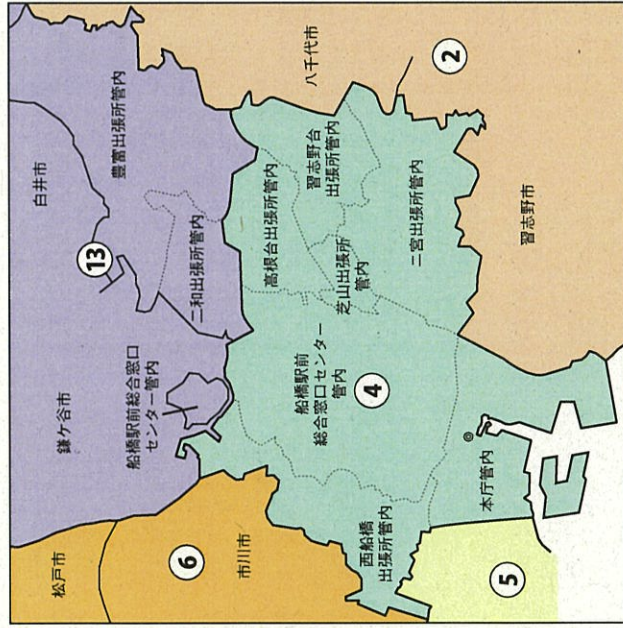 白井市
八千代市
豊富出張所管内
⑬
②
鎌ケ谷市
二和出張所管内
習志野台
出張所管内
高根台出張所管内
船橋駅前総合窓口
センター管内
芝山出張所
管内
二宮出張所管内
習志野市
船橋駅前
総合窓口センター
管内
④
松戸市
⑥
市川市
本庁管内
西船橋
出張所管内
⑤